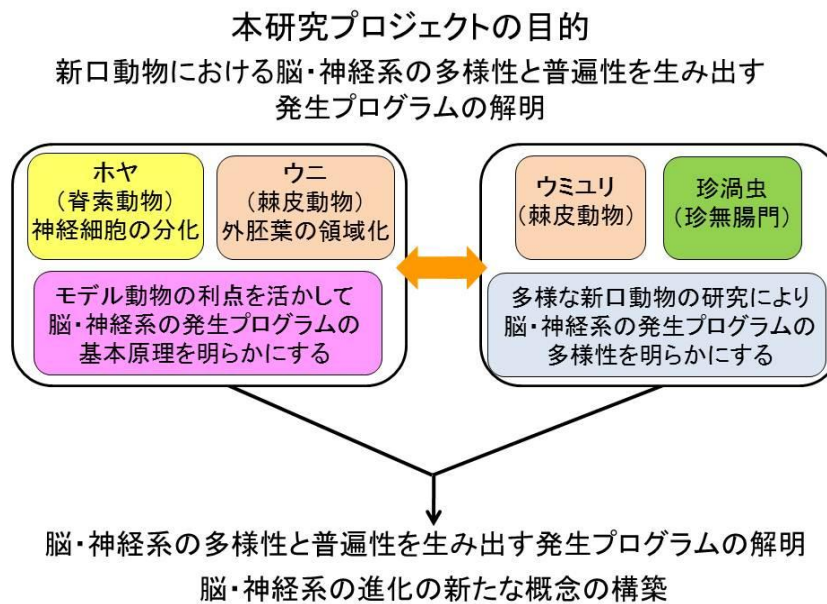 本研究プロジェクトの目的
新口動物における脳・神経系の多様性と普遍性を生み出す
発生プログラムの解明
ホヤ
(脊索動物)
神経細胞の分化
ウニ
(棘皮動物)
外胚葉の領域化
モデル動物の利点を活かして
脳・神経系の発生プログラムの
基本原理を明らかにする
ウミユリ
(棘皮動物)
珍渦虫
(珍無腸門)
多様な新口動物の研究により
脳・神経系の発生プログラムの
多様性を明らかにする
脳・神経系の多様性と普遍性を生み出す発生プログラムの解明
脳・神経系の進化の新たな概念の構築